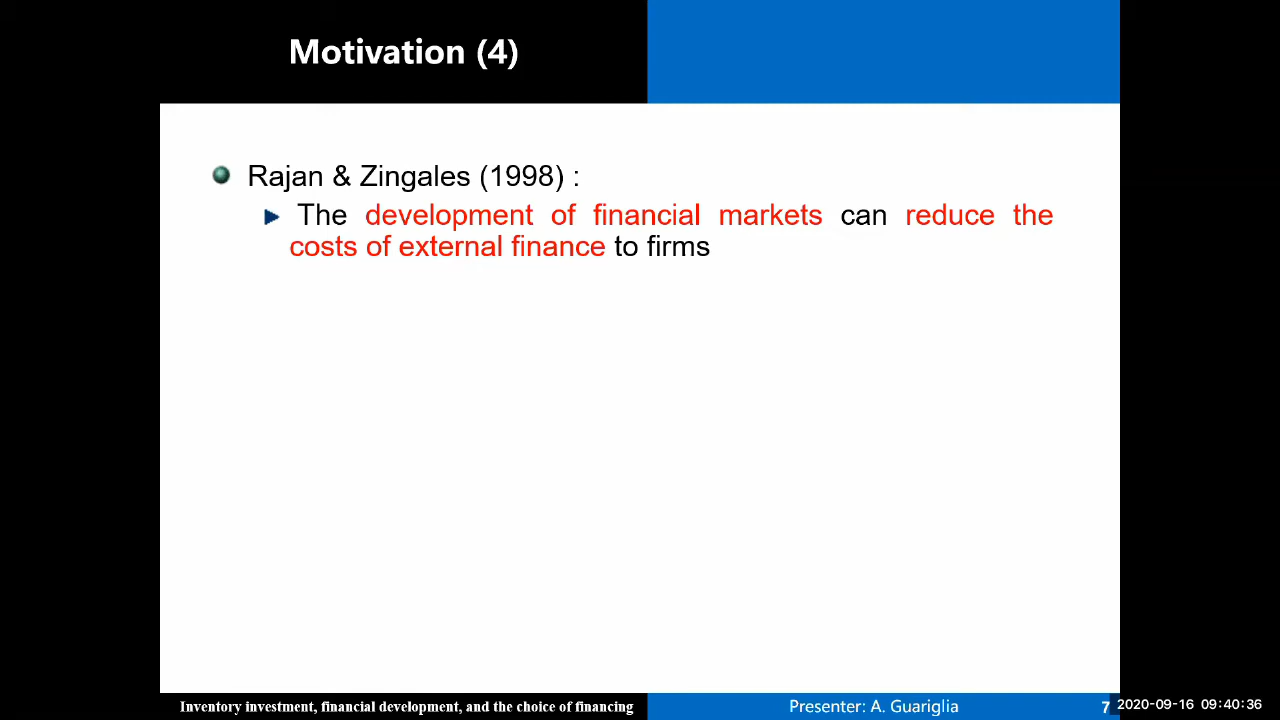 Motivation (4)
Rajan & Zingales (1998) :
The development of financial markets can reduce the
costs of external finance to firms
Inventory investment, financial development, and the choice of financing
Presenter: A. Guariglia
7
2020-09-16 09:40:36